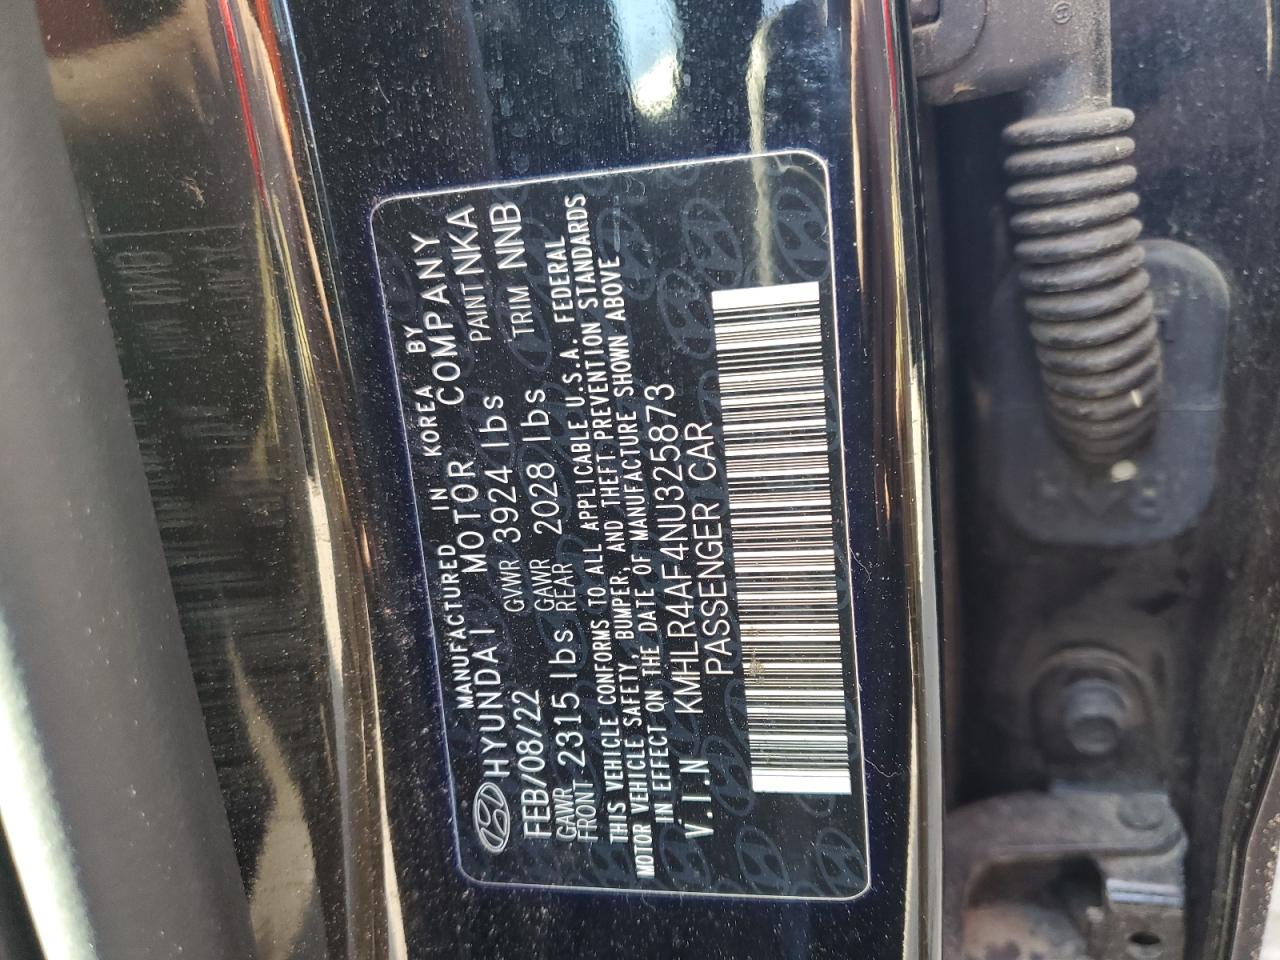 MANUFACTURED IN KOREA BY
HYUNDAI MOTOR COMPANY
FEB/08/22 GVWR 3924 lbs PAINT NKA
GAWR FRONT 2315 lbs GAWR REAR 2028 lbs TRIM NNB
THIS VEHICLE CONFORMS TO ALL APPLICABLE U.S.A. FEDERAL
MOTOR VEHICLE SAFETY, BUMPER, AND THEFT PREVENTION STANDARDS
IN EFFECT ON THE DATE OF MANUFACTURE SHOWN ABOVE
V.I.N KMHLR4AF4NU325873
PASSENGER CAR